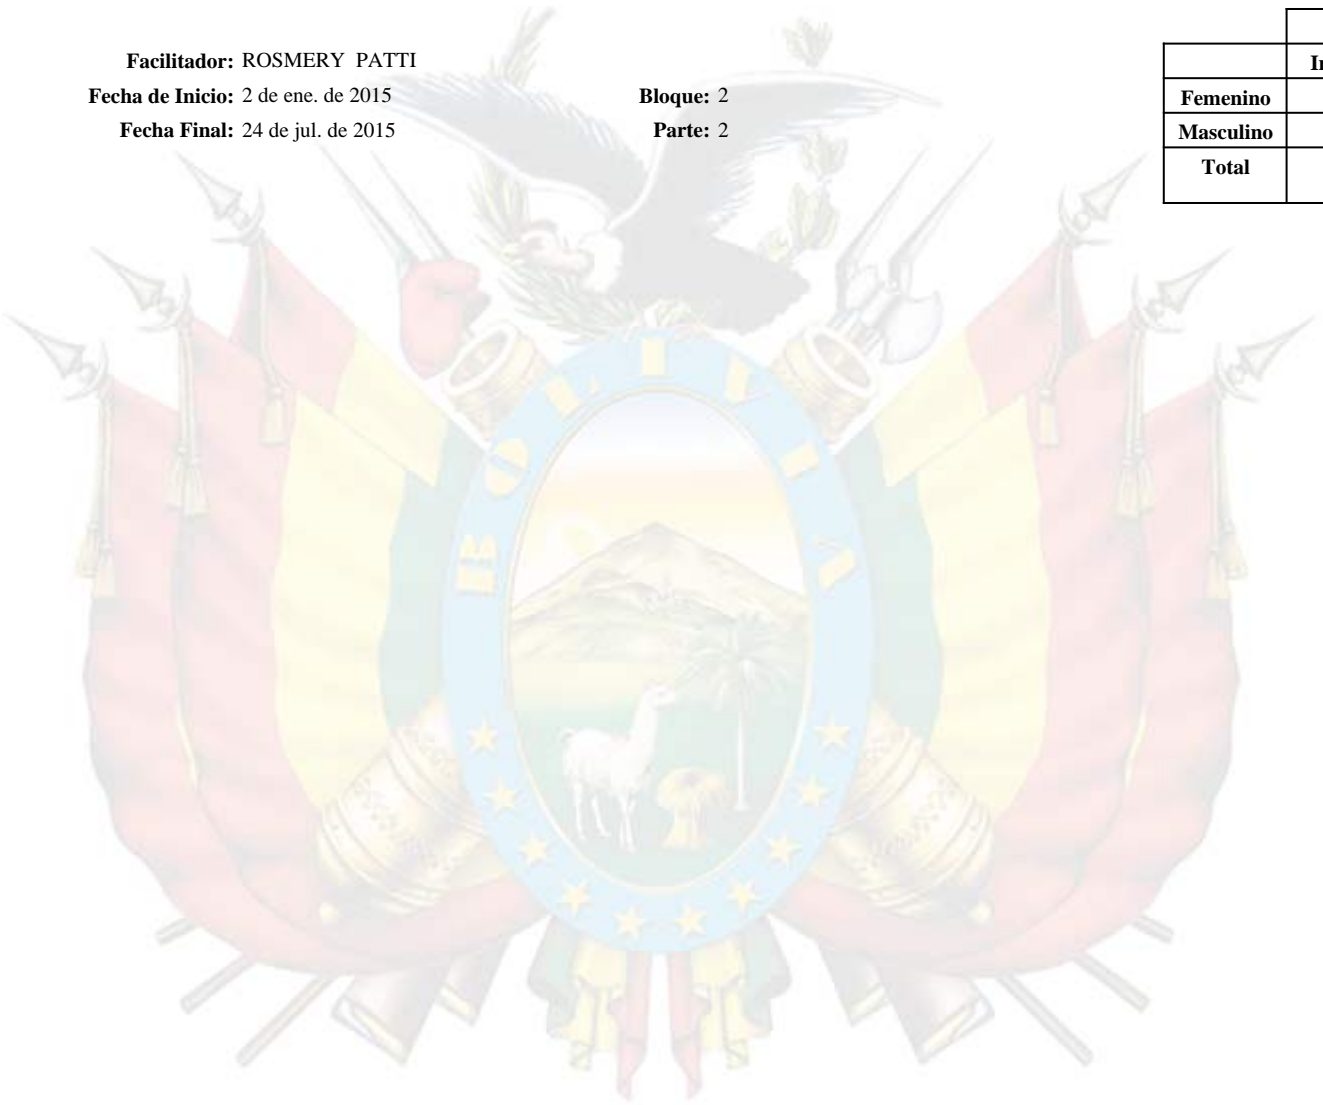 Facilitador: ROSMERY PATTI
Fecha de Inicio: 2 de ene. de 2015 Bloque: 2
Fecha Final: 24 de jul. de 2015 Parte: 2
Femenino
Masculino
Total
BOLIVIA